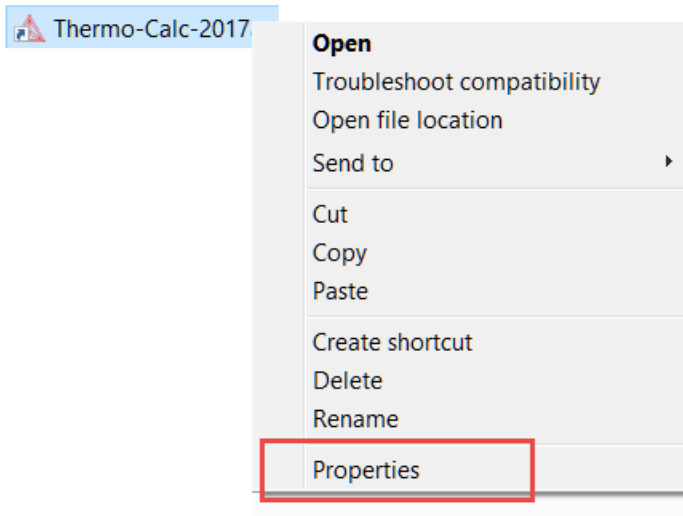 Thermo-Calc-2017
Open
Troubleshoot compatibility
Open file location
Send to
Cut
Copy
Paste
Create shortcut
Delete
Rename
Properties